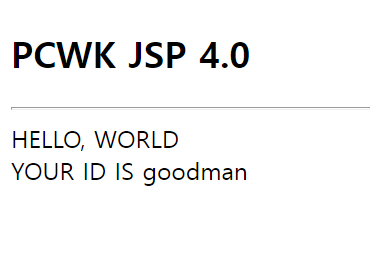 PCWK JSP 4.0
HELLO, WORLD
YOUR ID IS goodman